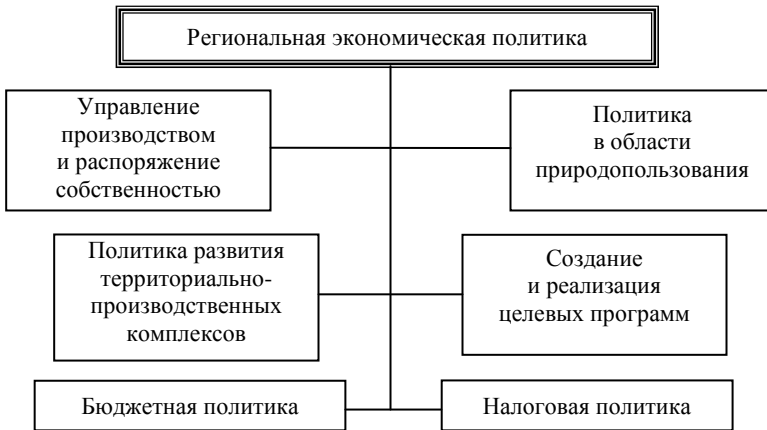 Региональная экономическая политика
Управление
производством
и распоряжение
собственностью
Политика
в области
природопользования
Политика развития
территориально-
производственных
комплексов
Создание
и реализация
целевых программ
Бюджетная политика
Налоговая политика